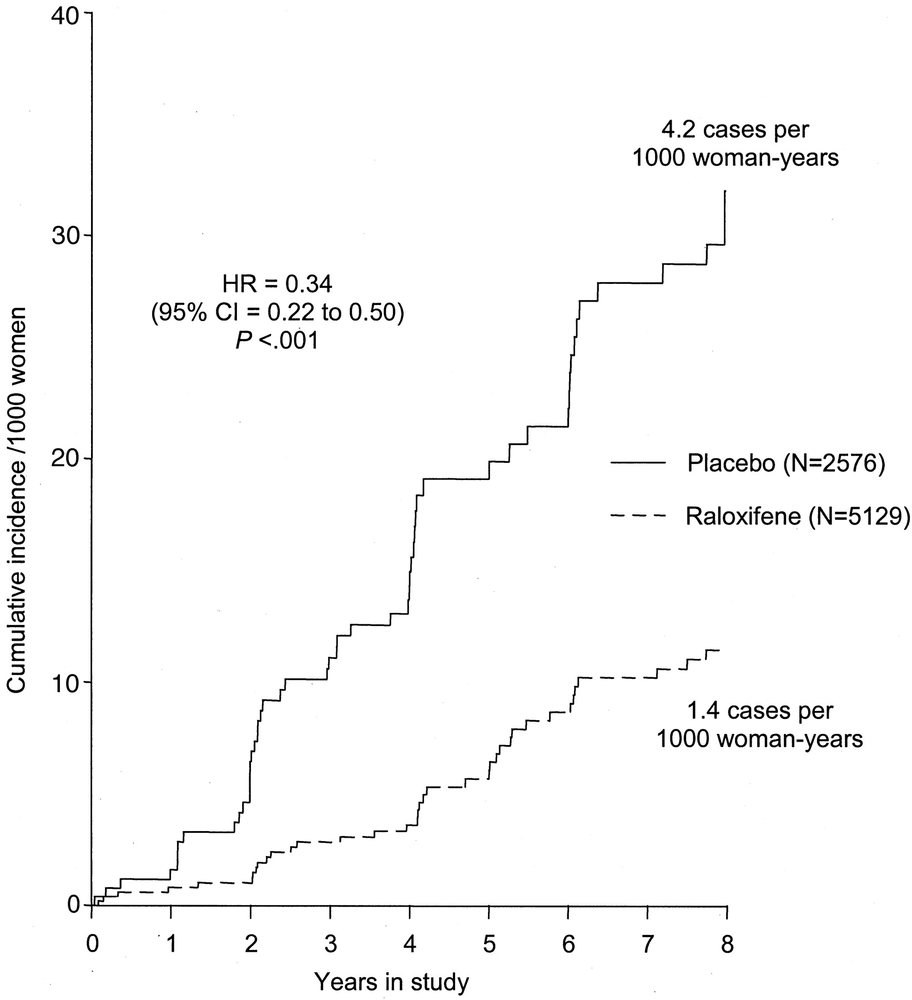 40
4.2 cases per
1000 woman-years
30
HR = 0.34
(95% CI = 0.22 to 0.50)
P <.001
Cumulative incidence /1000 women
20
Placebo (N=2576)
Raloxifene (N=5129)
10
1.4 cases per
1000 woman-years
0
0 1 2 3 4 5 6 7 8
Years in study